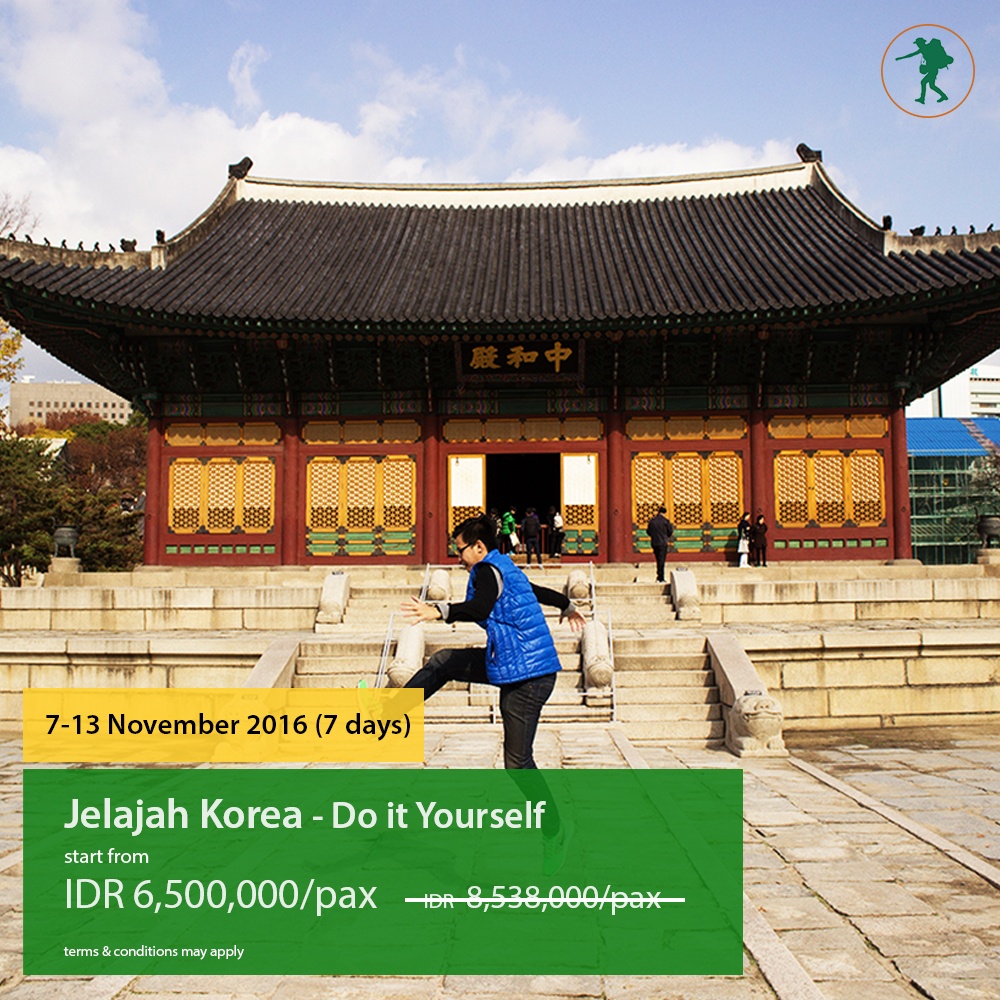 殿和中
7-13 November 2016 (7 days)
Jelajah Korea - Do it Yourself
start from
IDR 6,500,000/pax IDR 8,538,000/pax
terms & conditions may apply